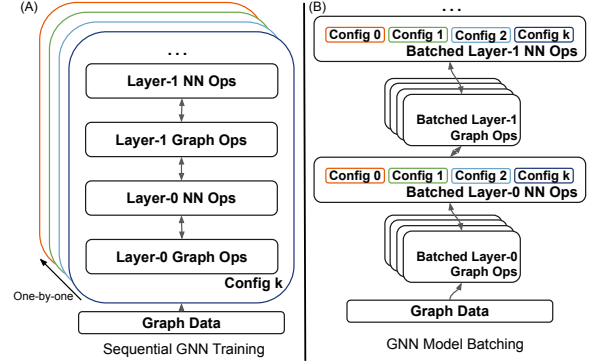 (A)
...
Layer-1 NN Ops
Layer-1 Graph Ops
Layer-0 NN Ops
Layer-0 Graph Ops
Config k
One-by-one
Graph Data
Sequential GNN Training
(B)
...
Config 0 Config 1 Config 2 Config k
Batched Layer-1 NN Ops
Batched Layer-1
Graph Ops
Config 0 Config 1 Config 2 Config k
Batched Layer-0 NN Ops
Batched Layer-0
Graph Ops
Graph Data
GNN Model Batching